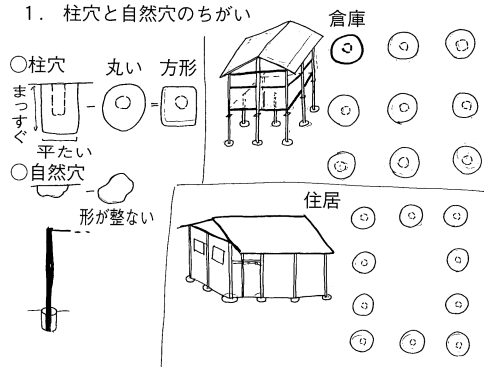 1．柱穴と自然穴のちがい
○柱穴
丸い
方形
まっすぐ
平たい
○自然穴
形が整ない
倉庫
住居